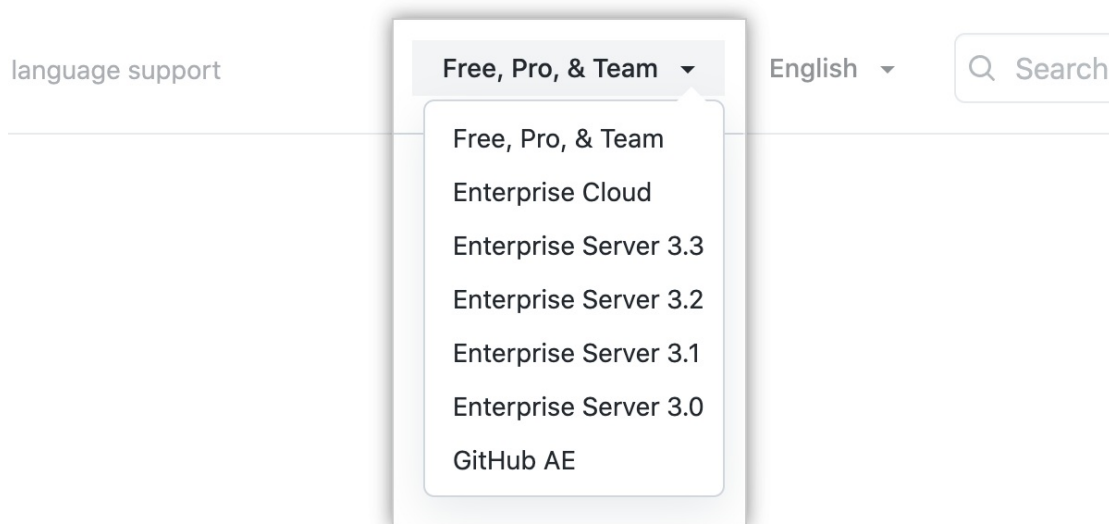 language support
Free, Pro, & Team
English
Search
Free, Pro, & Team
Enterprise Cloud
Enterprise Server 3.3
Enterprise Server 3.2
Enterprise Server 3.1
Enterprise Server 3.0
GitHub AE